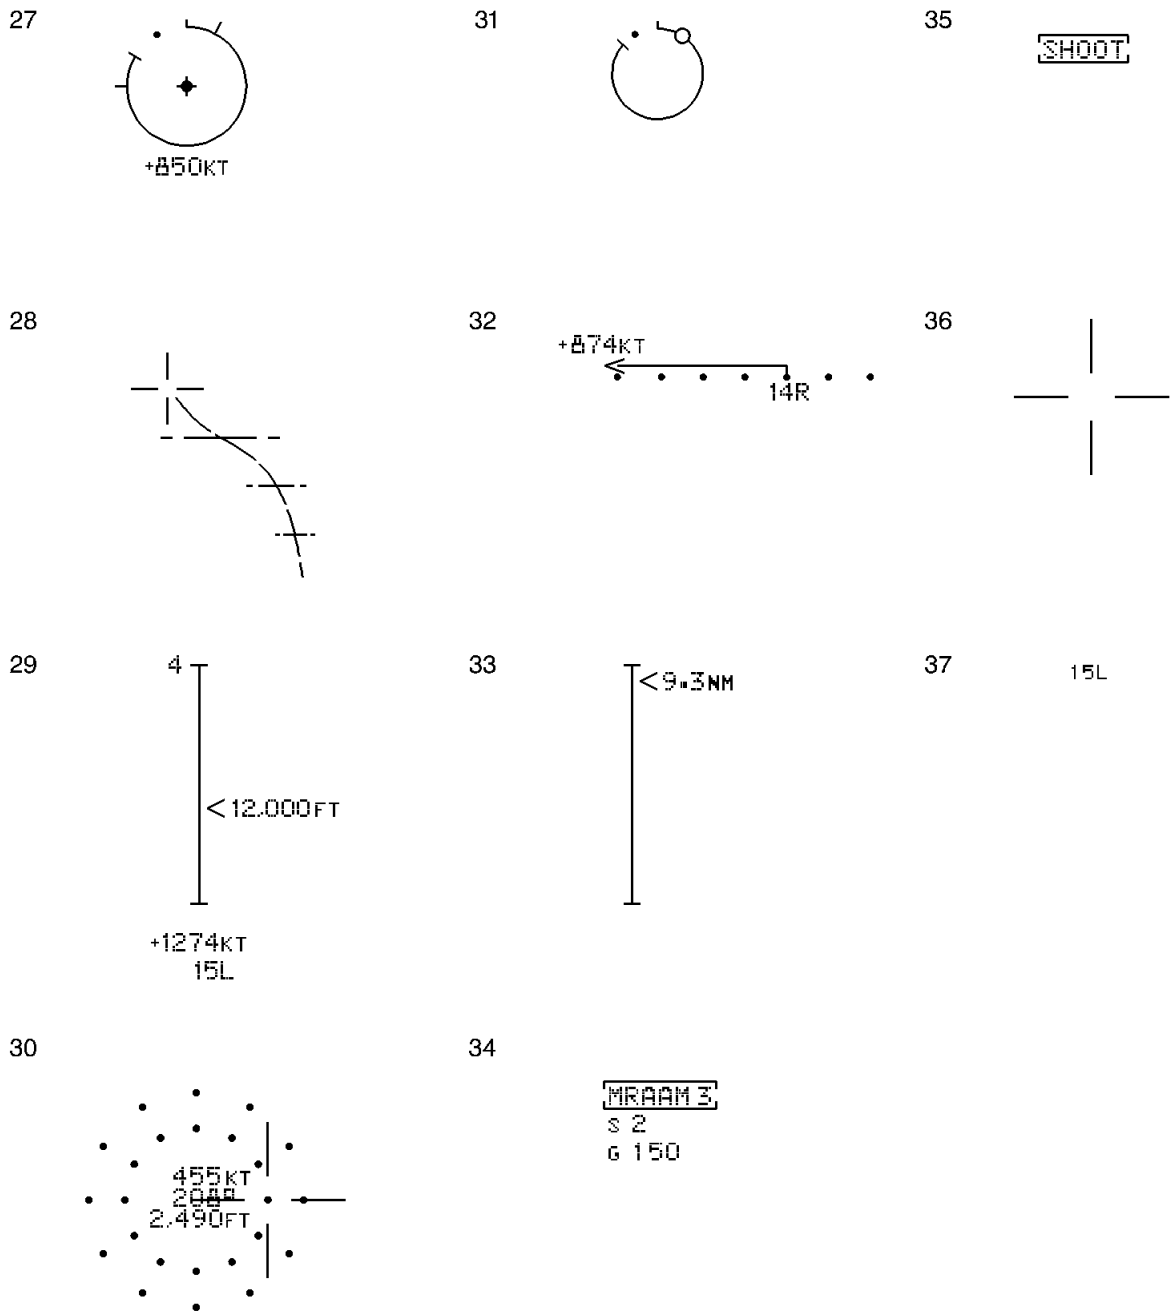 27
31
35
SHOOT
+850KT
28
32
36
+874KT
14R
29
4
33
37
15L
<9.3NM
<12,000FT
+1274KT
15L
30
34
MRAAM 3
S 2
G 150
455KT
2,490FT